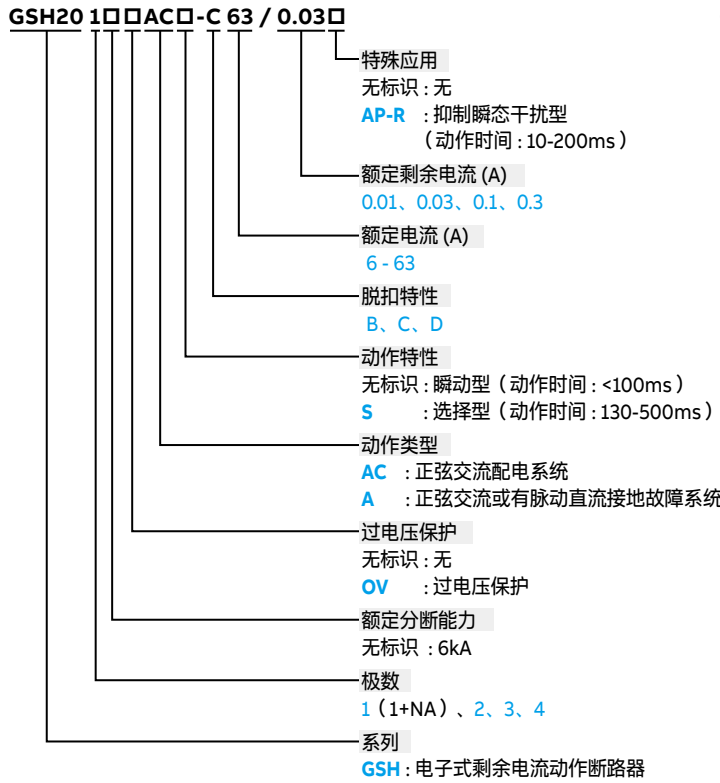 GSH20 1□□AC□-C 63 / 0.03□
特殊应用
无标识 : 无
AP-R : 抑制瞬态干扰型
（动作时间 : 10-200ms）
额定剩余电流 (A)
0.01、0.03、0.1、0.3
额定电流 (A)
6 - 63
脱扣特性
B、C、D
动作特性
无标识 : 瞬动型（动作时间 : <100ms）
S : 选择型（动作时间 : 130-500ms）
动作类型
AC : 正弦交流配电系统
A : 正弦交流或有脉动直流接地故障系统
过电压保护
无标识 : 无
OV : 过电压保护
额定分断能力
无标识 : 6kA
极数
1（1+NA）、2、3、4
系列
GSH : 电子式剩余电流动作断路器